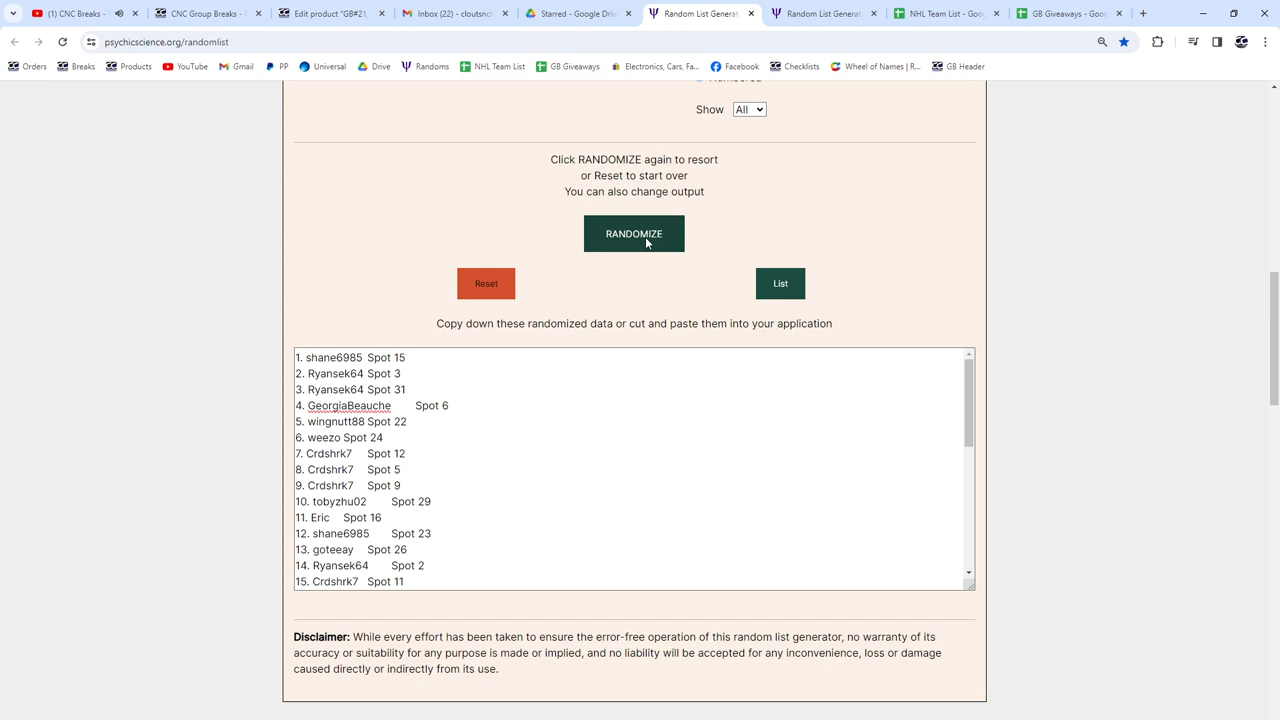 (1) CNC Breaks -
CNC Group Breaks -
Edit product “GB#21,
Inbox (22) - cloutsnch
Starred - Google Driv
Random List Generat
Random List Generat
NHL Team List - Goo
GB Giveaways - Goo
psychicscience.org/randomlist
Orders
Breaks
Products
YouTube
Gmail
PP
Universal
Drive
Randoms
NHL Team List
GB Giveaways
Electronics, Cars, Fa...
Facebook
Checklists
Wheel of Names | R...
GB Header
Numbered
Show All
Click RANDOMIZE again to resort
or Reset to start over
You can also change output
RANDOMIZE
Reset
List
Copy down these randomized data or cut and paste them into your application
1. shane6985 Spot 15
2. Ryansek64 Spot 3
3. Ryansek64 Spot 31
4. GeorgiaBeauche Spot 6
5. wingnutt88 Spot 22
6. weezo Spot 24
7. Crdshrk7 Spot 12
8. Crdshrk7 Spot 5
9. Crdshrk7 Spot 9
10. tobyzhu02 Spot 29
11. Eric Spot 16
12. shane6985 Spot 23
13. goteeay Spot 26
14. Ryansek64 Spot 2
15. Crdshrk7 Spot 11
Disclaimer: While every effort has been taken to ensure the error-free operation of this random list generator, no warranty of its
accuracy or suitability for any purpose is made or implied, and no liability will be accepted for any inconvenience, loss or damage
caused directly or indirectly from its use.